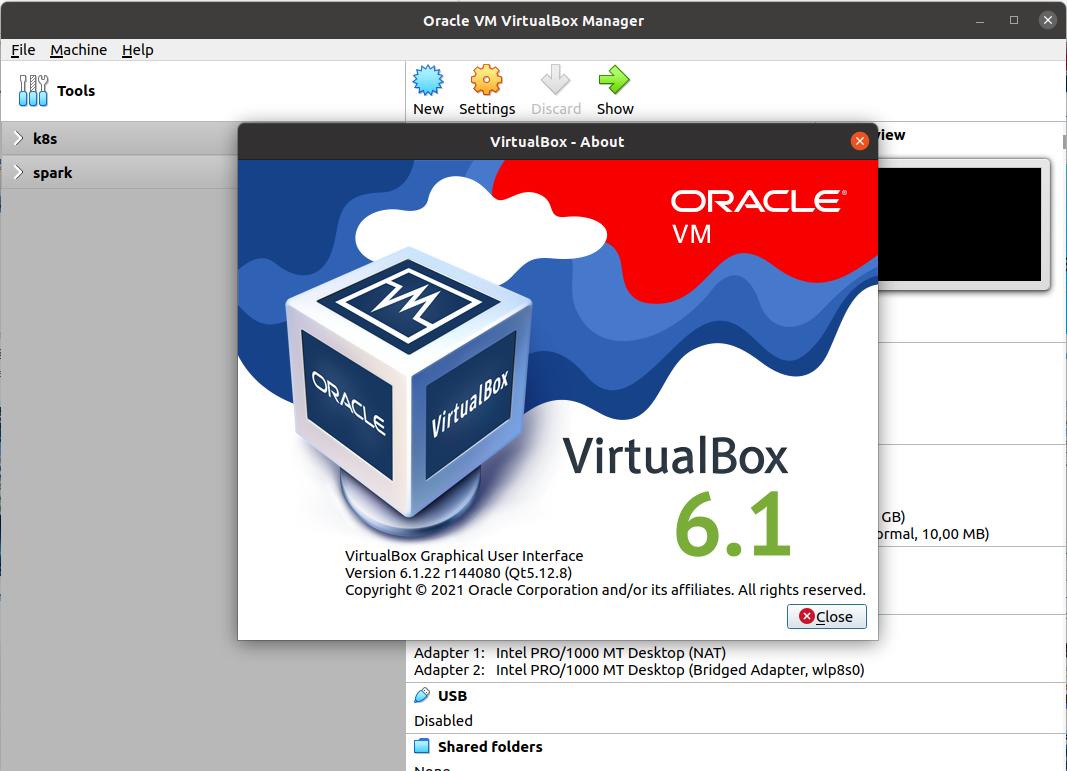 Oracle VM VirtualBox Manager
File Machine Help
Tools
New Settings Discard Show
k8s
spark
VirtualBox - About
ORACLE®
VM
ORACLE
VirtualBox
VirtualBox
6.1
VirtualBox Graphical User Interface
Version 6.1.22 r144080 (Qt5.12.8)
Copyright © 2021 Oracle Corporation and/or its affiliates. All rights reserved.
Close
GB)
10,00 MB)
Adapter 1: Intel PRO/1000 MT Desktop (NAT)
Adapter 2: Intel PRO/1000 MT Desktop (Bridged Adapter, wlp8s0)
USB
Disabled
Shared folders